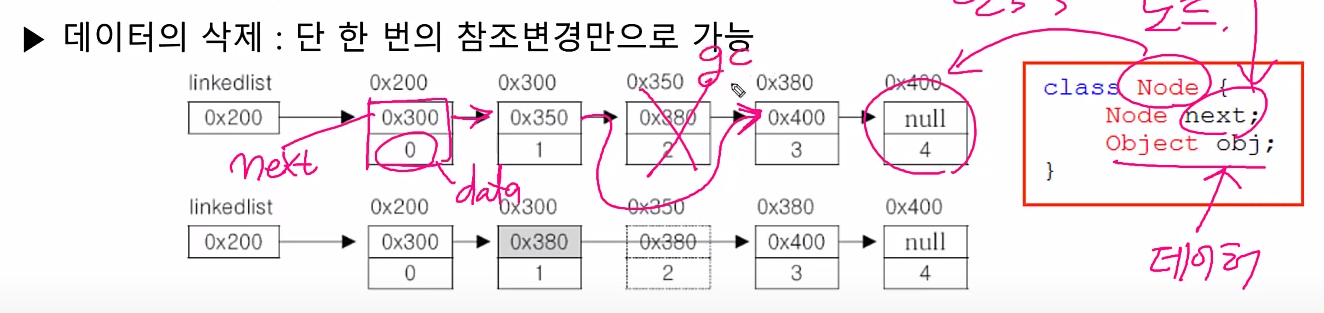 ▶ 데이터의 삭제 : 단 한 번의 참조변경만으로 가능
gc
linkedlist 0x200 0x300 0x350 0x380 0x400
0x200 0x300 0x350 0x380 0x400 null
0 1 2 3 4
next
data
linkedlist 0x200 0x300 0x350 0x380 0x400
0x200 0x300 0x380 0x380 0x400 null
0 1 2 3 4
노드
class Node {
Node next;
Object obj;
}
데이터